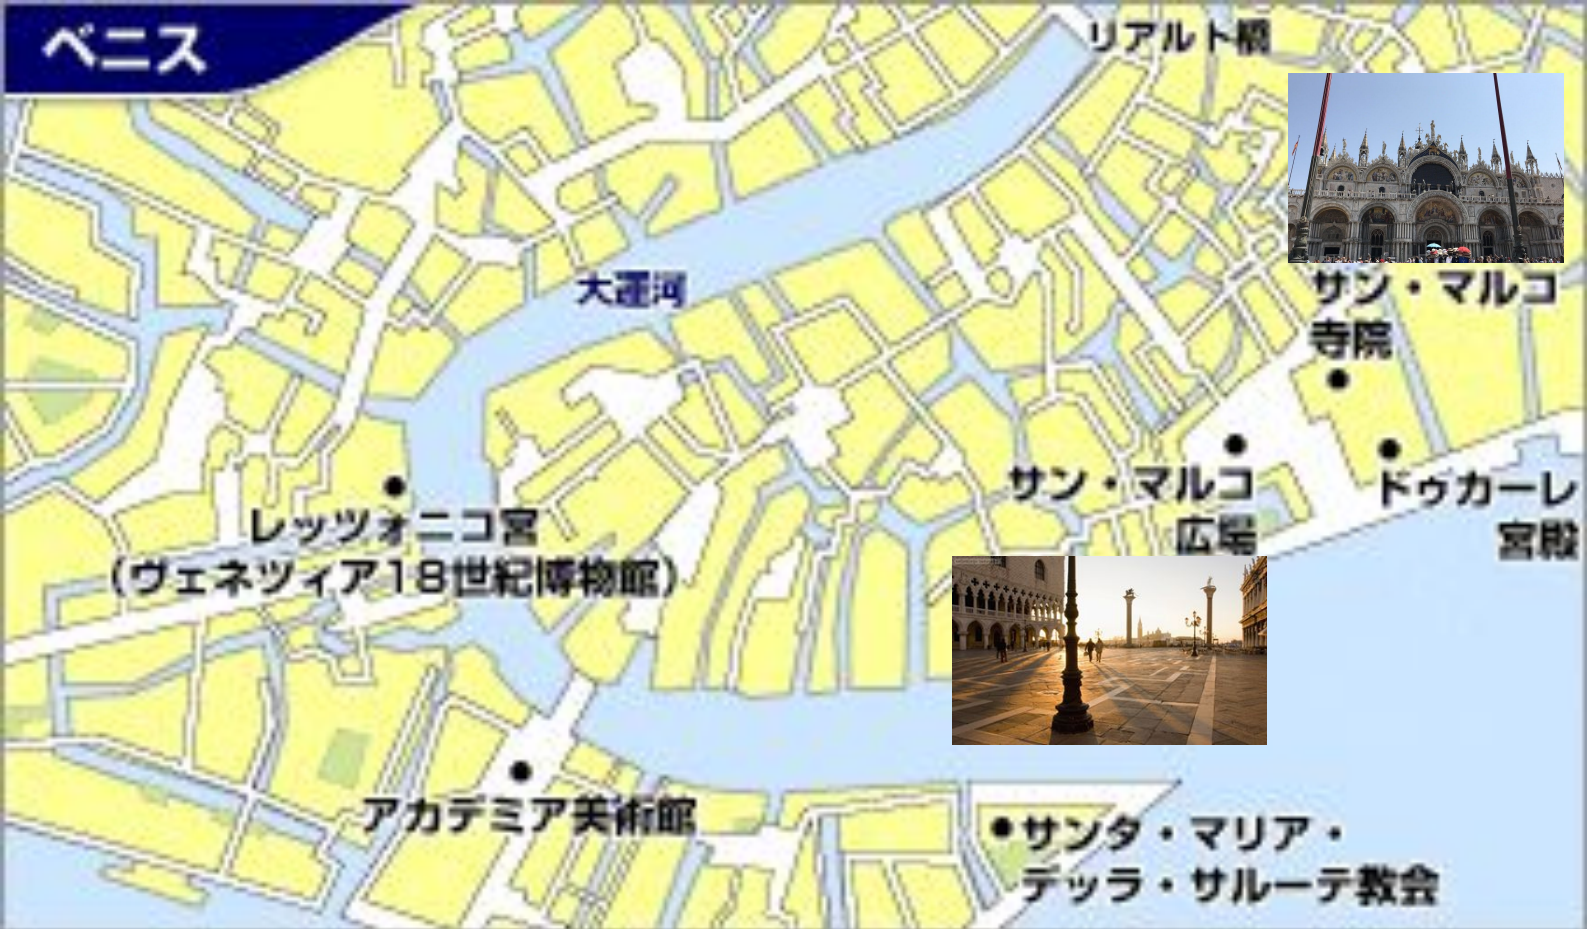 ベニス
リアルト橋
大運河
サン・マルコ
寺院
サン・マルコ
広場
ドゥカーレ
宮殿
レッツォニコ宮
（ヴェネツィア18世紀博物館）
アカデミア美術館
サンタ・マリア・
デッラ・サルーテ教会